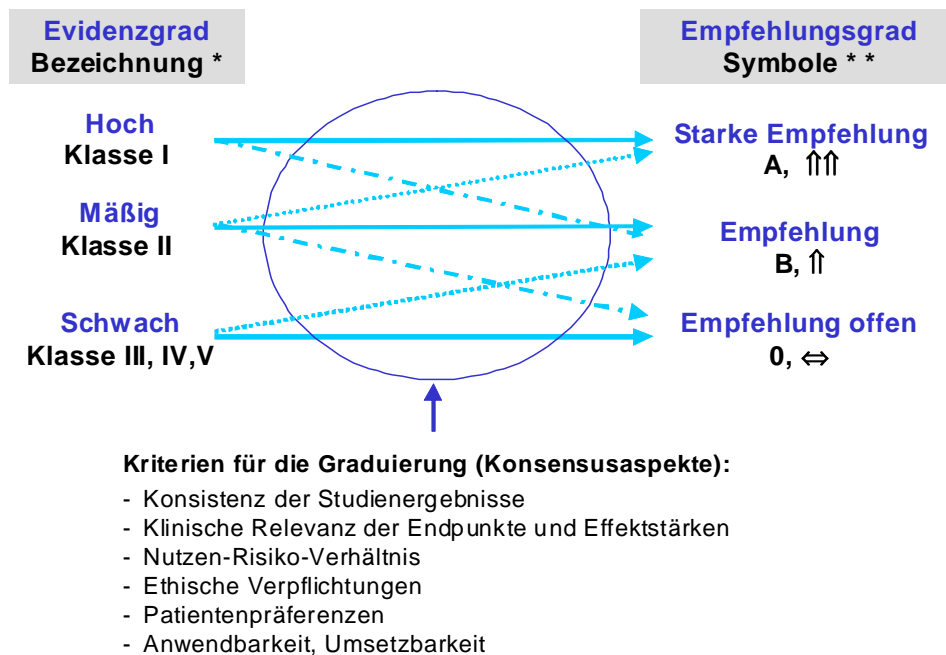 Evidenzgrad
Bezeichnung *
Empfehlungsgrad
Symbole * *
Hoch
Klasse I
Starke Empfehlung
A, ⇑⇑
Mäßig
Klasse II
Empfehlung
B, ⇑
Schwach
Klasse III, IV,V
Empfehlung offen
0, ⇔
Kriterien für die Graduierung (Konsensusaspekte):
- Konsistenz der Studienergebnisse
- Klinische Relevanz der Endpunkte und Effektstärken
- Nutzen-Risiko-Verhältnis
- Ethische Verpflichtungen
- Patientenpräferenzen
- Anwendbarkeit, Umsetzbarkeit